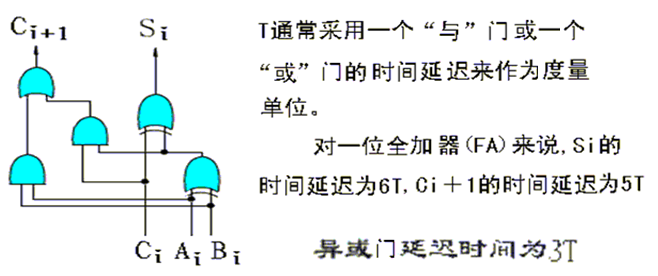 Ci+1
Si
T通常采用一个“与”门或一个
“或”门的时间延迟来作为度量
单位。
对一位全加器(FA)来说,Si的
时间延迟为6T,Ci+1的时间延迟为5T
Ci Ai Bi
异或门延迟时间为3T